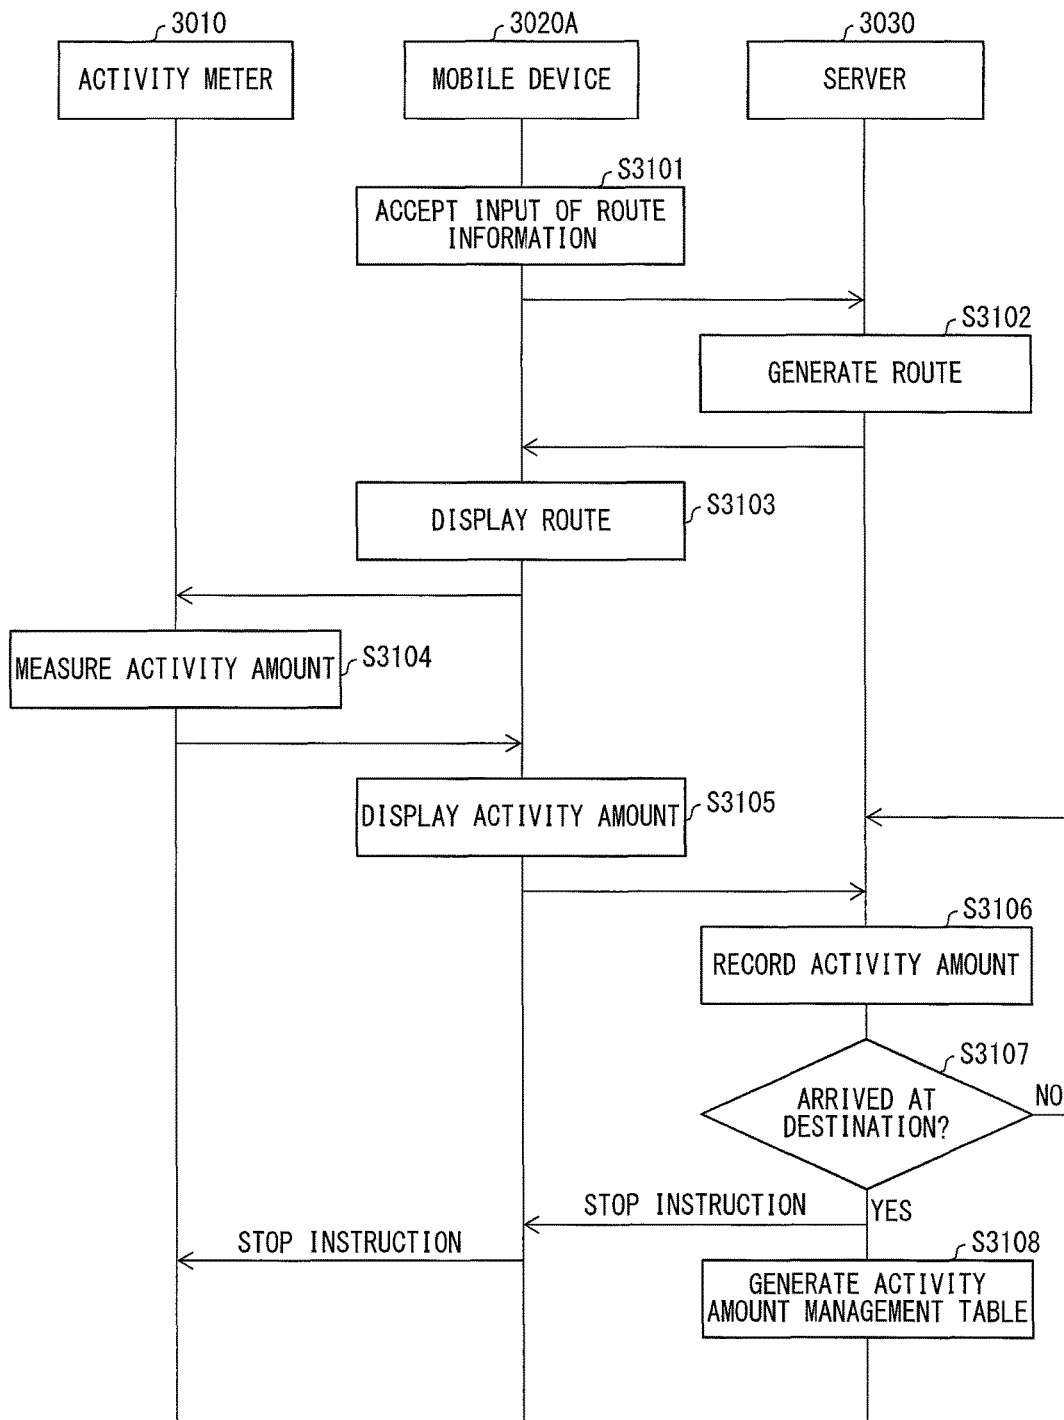 3010
3020A
3030
ACTIVITY METER
MOBILE DEVICE
SERVER
S3101
ACCEPT INPUT OF ROUTE
INFORMATION
S3102
GENERATE ROUTE
S3103
DISPLAY ROUTE
S3104
MEASURE ACTIVITY AMOUNT
S3105
DISPLAY ACTIVITY AMOUNT
S3106
RECORD ACTIVITY AMOUNT
S3107
ARRIVED AT
DESTINATION?
NO
YES
STOP INSTRUCTION
STOP INSTRUCTION
S3108
GENERATE ACTIVITY
AMOUNT MANAGEMENT TABLE